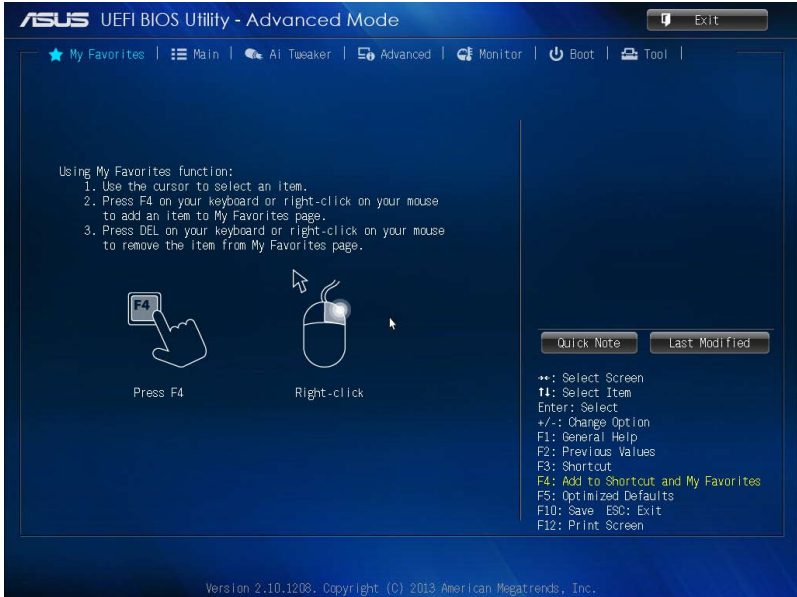 ASUS UEFI BIOS Utility - Advanced Mode
Exit
My Favorites | Main | Ai Tweaker | Advanced | Monitor | Boot | Tool |
Using My Favorites function:
1. Use the cursor to select an item.
2. Press F4 on your keyboard or right-click on your mouse
to add an item to My Favorites page.
3. Press DEL on your keyboard or right-click on your mouse
to remove the item from My Favorites page.
F4
Press F4
Right-click
Quick Note
Last Modified
→←: Select Screen
↑↓: Select Item
Enter: Select
+/-: Change Option
F1: General Help
F2: Previous Values
F3: Shortcut
F4: Add to Shortcut and My Favorites
F5: Optimized Defaults
F10: Save ESC: Exit
F12: Print Screen
Version 2.10.1208. Copyright (C) 2013 American Megatrends, Inc.